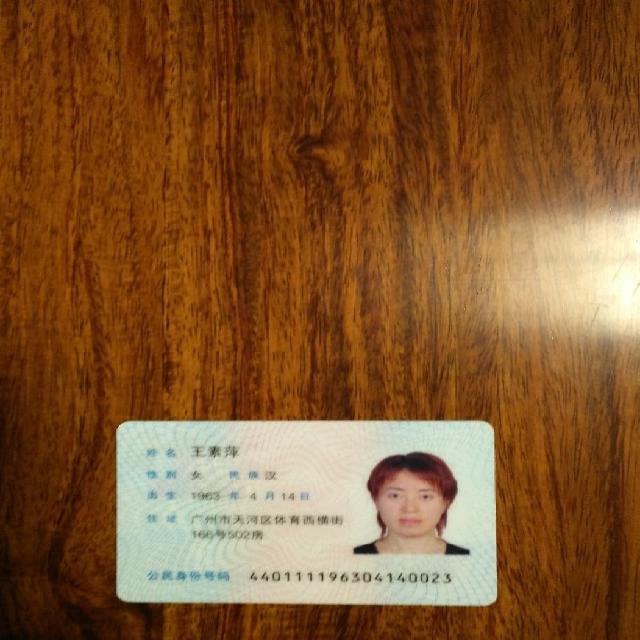 姓名 王素萍
性别 女 民族 汉
出生 1963 年 4 月 14 日
住址 广州市天河区体育西横街
166号502房
公民身份号码 440111196304140023